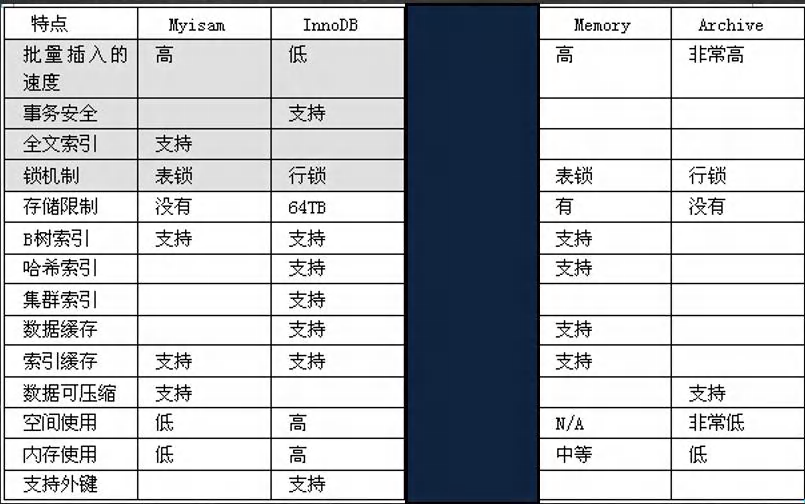 特点 Myisam InnoDB Memory Archive
批量插入的 高 低 高 非常高
速度
事务安全 支持
全文索引 支持
锁机制 表锁 行锁 表锁 行锁
存储限制 没有 64TB 有 没有
B树索引 支持 支持 支持
哈希索引 支持 支持
集群索引 支持
数据缓存 支持 支持
索引缓存 支持 支持 支持
数据可压缩 支持 支持
空间使用 低 高 N/A 非常低
内存使用 低 高 中等 低
支持外键 支持